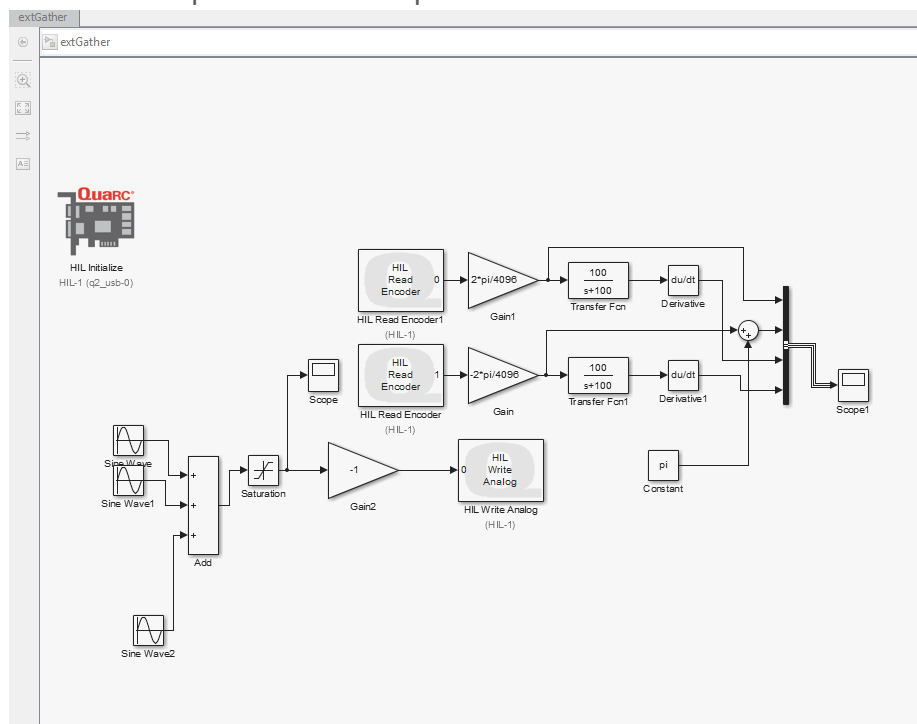 extGather
extGather
QUARC
HIL Initialize
HIL-1 (q2_usb-0)
HIL
Read
Encoder
0
HIL Read Encoder1
(HIL-1)
2*pi/4096
Gain1
100
s+100
Transfer Fcn
du/dt
Derivative
HIL
Read
Encoder
1
HIL Read Encoder
(HIL-1)
-2*pi/4096
Gain
100
s+100
Transfer Fcn1
du/dt
Derivative1
+
+
Scope1
Scope
Sine Wave
Sine Wave1
+
+
+
Add
Saturation
-1
Gain2
0
HIL
Write
Analog
HIL Write Analog
(HIL-1)
pi
Constant
Sine Wave2